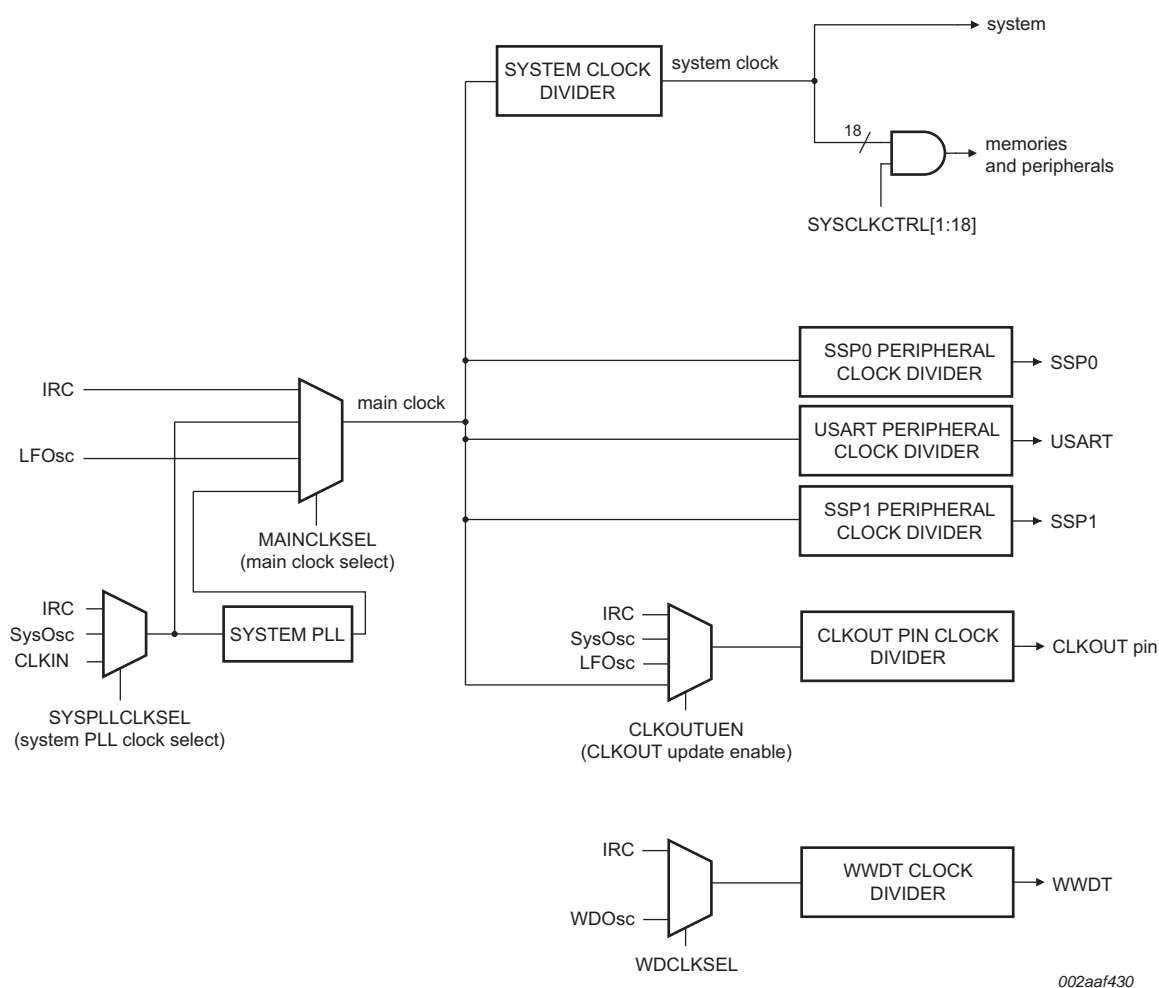 system
SYSTEM CLOCK
DIVIDER
system clock
18
memories
and peripherals
SYSCLKCTRL[1:18]
SSP0 PERIPHERAL
CLOCK DIVIDER
SSP0
IRC
main clock
USART PERIPHERAL
CLOCK DIVIDER
USART
LFOsc
SSP1 PERIPHERAL
CLOCK DIVIDER
SSP1
MAINCLKSEL
(main clock select)
IRC
SysOsc
CLKIN
SYSTEM PLL
SYSPLLCLKSEL
(system PLL clock select)
IRC
SysOsc
LFOsc
CLKOUT PIN CLOCK
DIVIDER
CLKOUT pin
CLKOUTUEN
(CLKOUT update enable)
IRC
WDOsc
WWDT CLOCK
DIVIDER
WWDT
WDCLKSEL
002aaf430